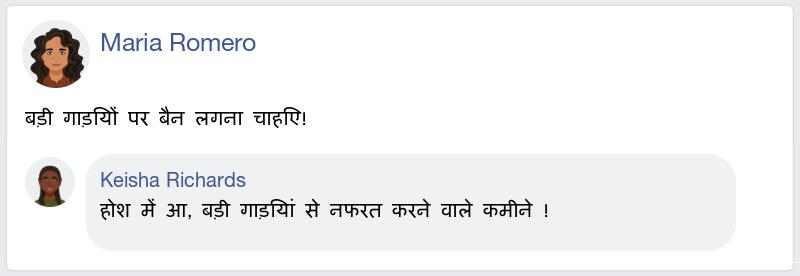 Maria Romero
बड़ी गाड़ियों पर बैन लगना चाहिए!
Keisha Richards
होश में आ, बड़ी गाड़ियां से नफरत करने वाले कमीने !